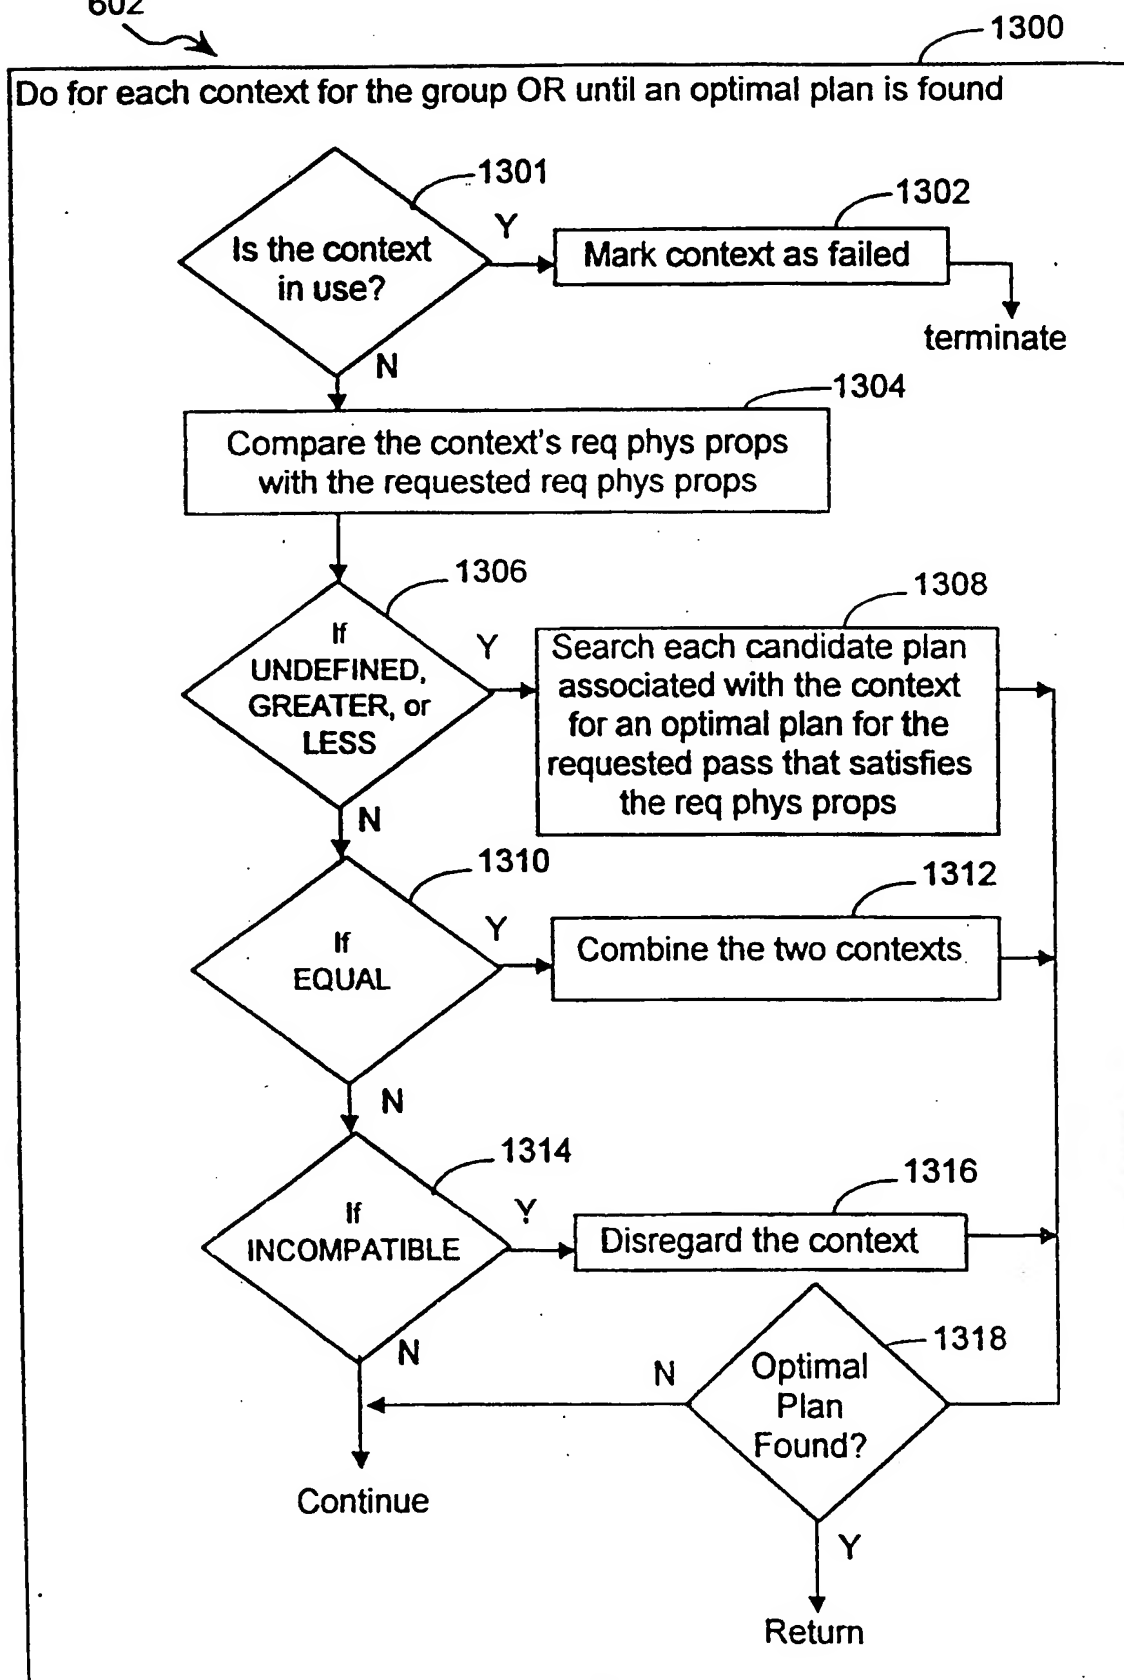 602
1300
Do for each context for the group OR until an optimal plan is found
1301
1302
Is the context
in use?
Y
Mark context as failed
terminate
N
1304
Compare the context's req phys props
with the requested req phys props
1306
1308
If
UNDEFINED,
GREATER, or
LESS
Y
Search each candidate plan
associated with the context
for an optimal plan for the
requested pass that satisfies
the req phys props
N
1310
1312
If
EQUAL
Y
Combine the two contexts
N
1314
1316
If
INCOMPATIBLE
Y
Disregard the context
N
1318
Optimal
Plan
Found?
N
Continue
Y
Return